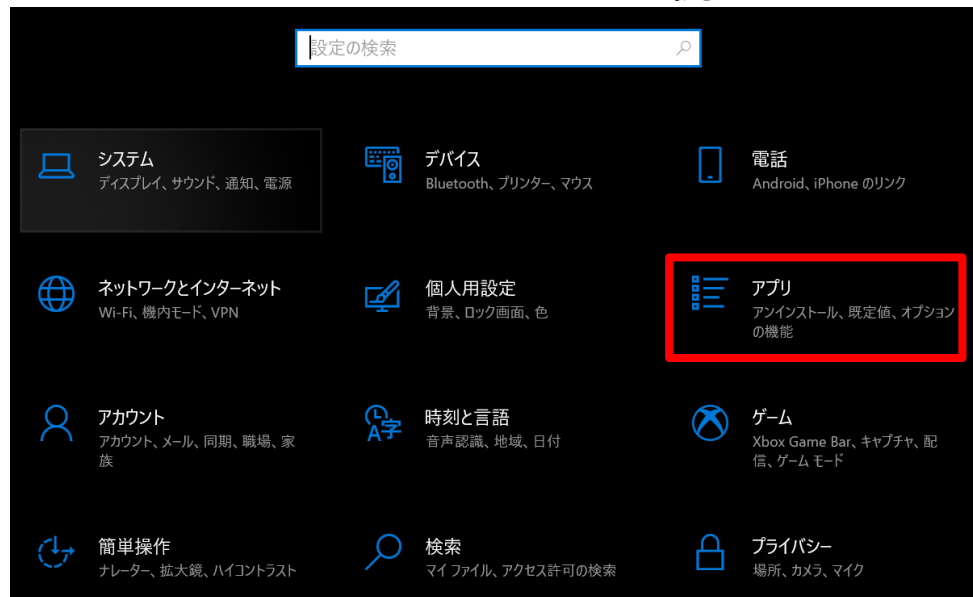 設定の検索
システム
ディスプレイ、サウンド、通知、電源
デバイス
Bluetooth、プリンター、マウス
電話
Android、iPhone のリンク
ネットワークとインターネット
Wi-Fi、機内モード、VPN
個人用設定
背景、ロック画面、色
アプリ
アンインストール、既定値、オプション
の機能
アカウント
アカウント、メール、同期、職場、家
族
時刻と言語
音声認識、地域、日付
ゲーム
Xbox Game Bar、キャプチャ、配
信、ゲーム モード
簡単操作
ナレーター、拡大鏡、ハイコントラスト
検索
マイ ファイル、アクセス許可の検索
プライバシー
場所、カメラ、マイク